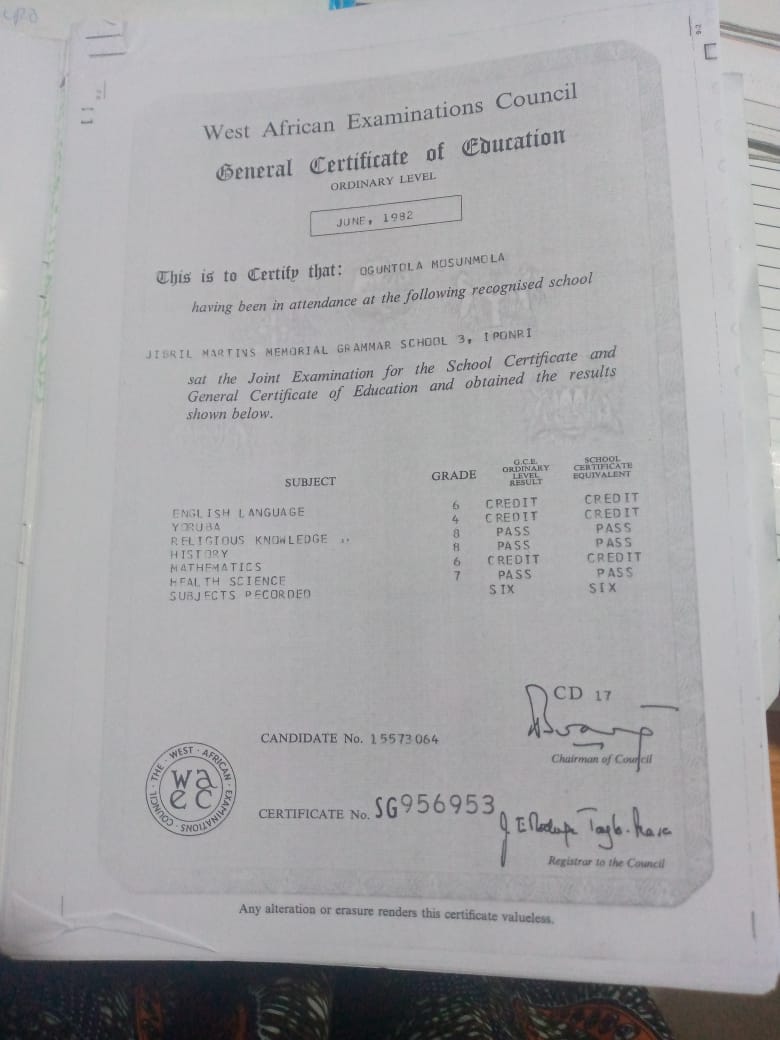 West African Examinations Council
General Certificate of Education
ORDINARY LEVEL
JUNE, 1982
This is to Certify that: OGUNTOLA MOSUNMOLA
having been in attendance at the following recognised school
JIBRIL MARTINS MEMORIAL GRAMMAR SCHOOL 3, IPONRI
sat the Joint Examination for the School Certificate and
General Certificate of Education and obtained the results
shown below.
SUBJECT GRADE G.C.E. ORDINARY LEVEL RESULT SCHOOL CERTIFICATE EQUIVALENT
ENGLISH LANGUAGE 6 CREDIT CREDIT
YORUBA 4 CREDIT CREDIT
RELIGIOUS KNOWLEDGE 8 PASS PASS
HISTORY 8 PASS PASS
MATHEMATICS 6 CREDIT CREDIT
HEALTH SCIENCE 7 PASS PASS
SUBJECTS RECORDED SIX SIX
CD 17
CANDIDATE No. 15573064
Chairman of Council
THE · WEST · AFRICAN · EXAMINATIONS · COUNCIL
waec
CERTIFICATE No. SG956953
Registrar to the Council
Any alteration or erasure renders this certificate valueless.